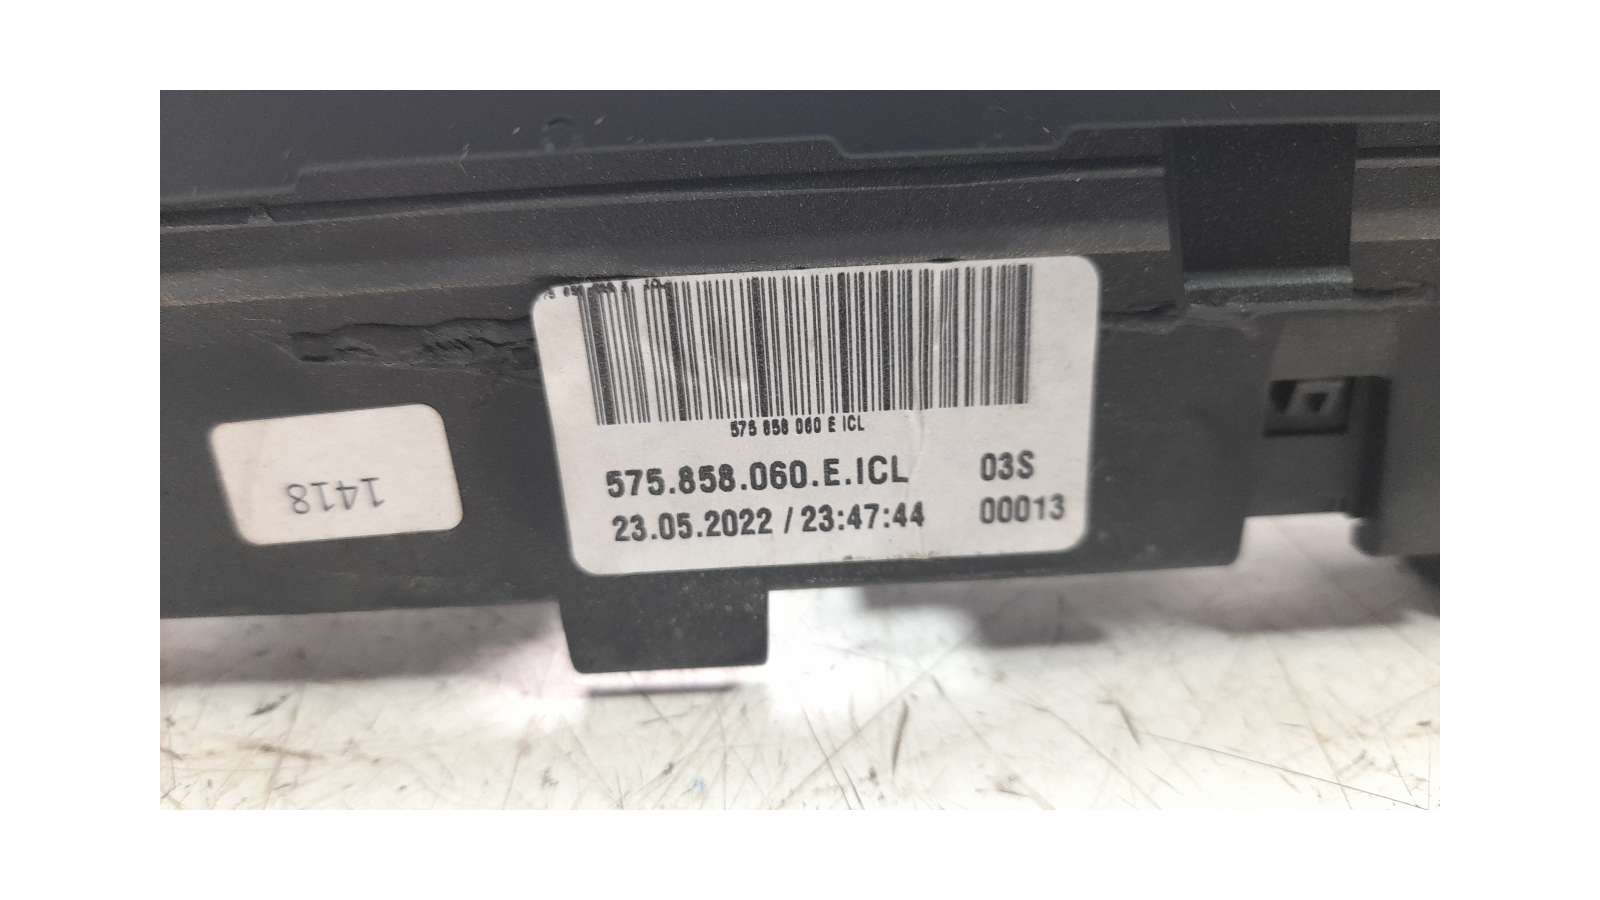 575 858 060 E ICL
575.858.060.E.ICL 03S
23.05.2022 / 23:47:44 00013
1418